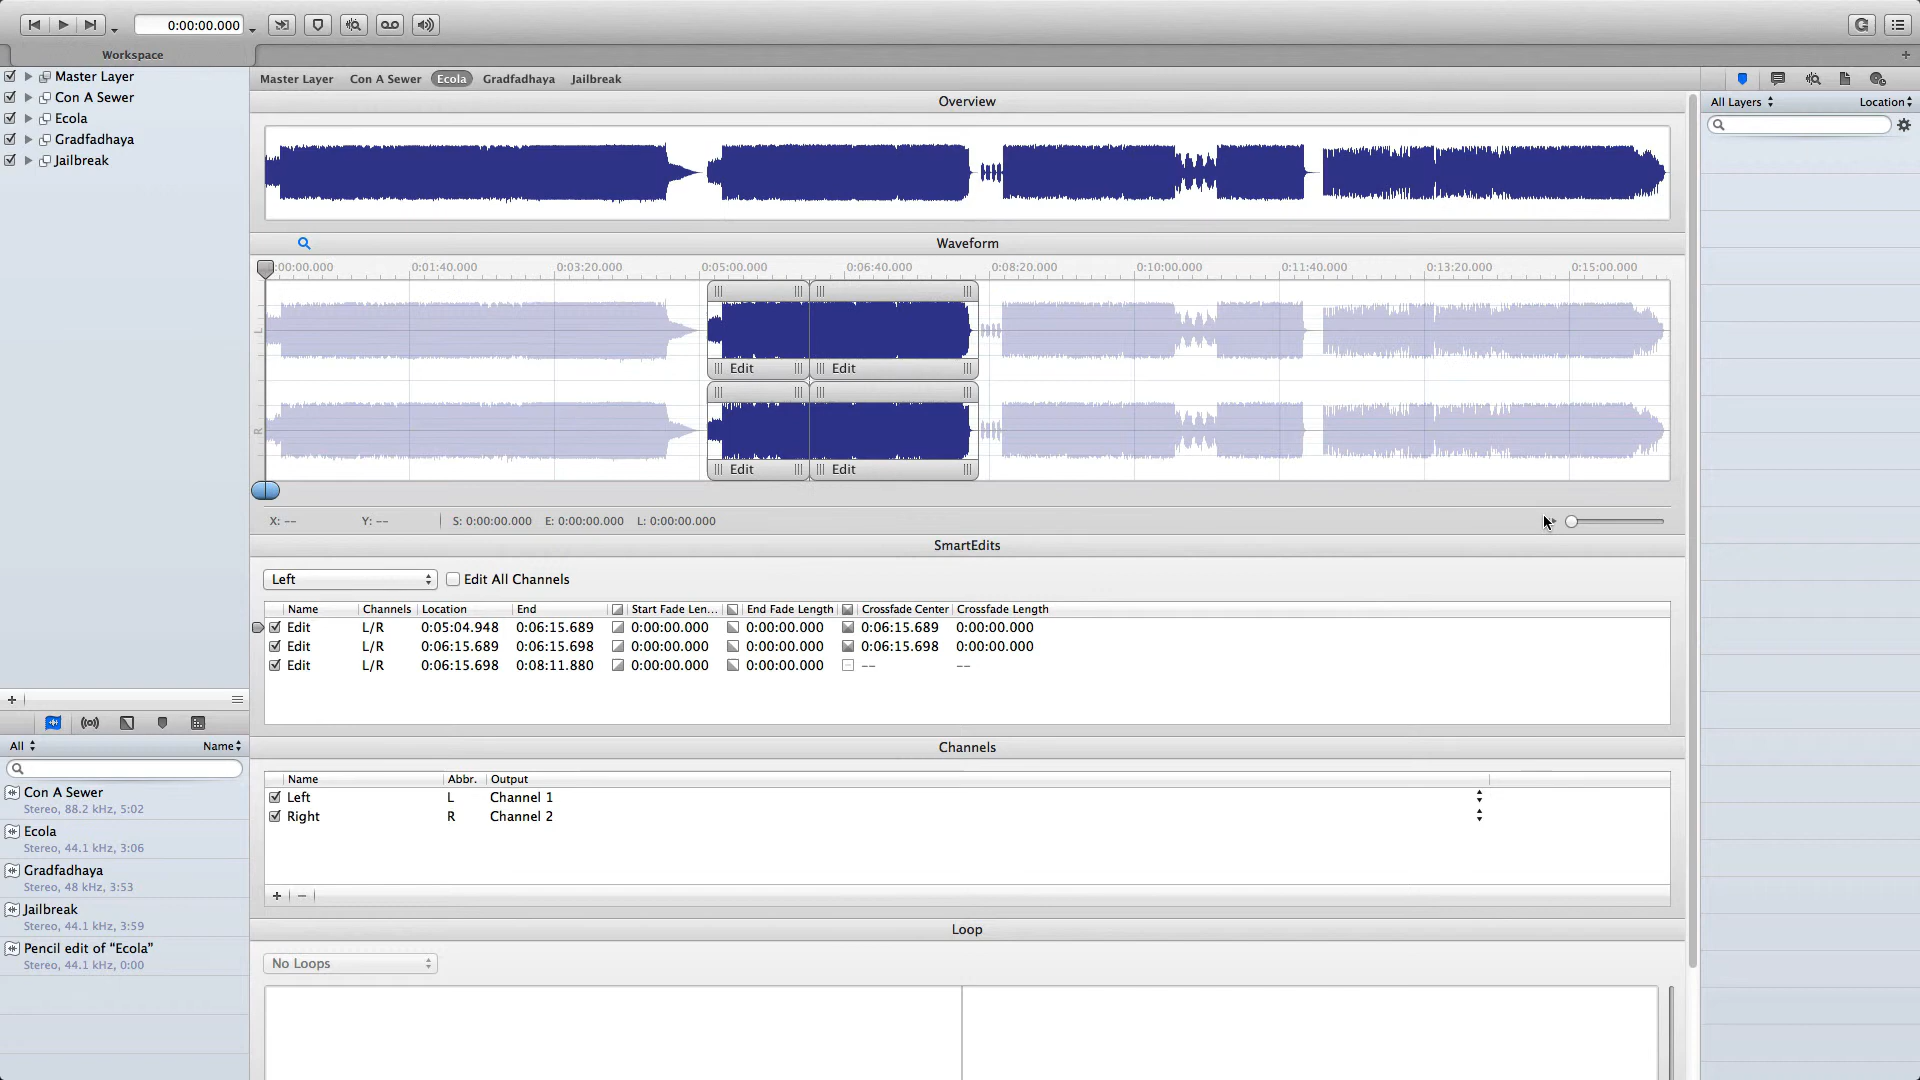 0:00:00.000
Workspace
Master Layer
Con A Sewer
Ecola
Gradfadhaya
Jailbreak
Master Layer Con A Sewer Ecola Gradfadhaya Jailbreak
Overview
Waveform
:00:00.000 0:01:40.000 0:03:20.000 0:05:00.000 0:06:40.000 0:08:20.000 0:10:00.000 0:11:40.000 0:13:20.000 0:15:00.000
L
Edit Edit
R
Edit Edit
X: -- Y: -- S: 0:00:00.000 E: 0:00:00.000 L: 0:00:00.000
SmartEdits
Left Edit All Channels
Name Channels Location End Start Fade Len... End Fade Length Crossfade Center Crossfade Length
Edit L/R 0:05:04.948 0:06:15.689 0:00:00.000 0:00:00.000 0:06:15.689 0:00:00.000
Edit L/R 0:06:15.689 0:06:15.698 0:00:00.000 0:00:00.000 0:06:15.698 0:00:00.000
Edit L/R 0:06:15.698 0:08:11.880 0:00:00.000 0:00:00.000 -- --
Channels
Name Abbr. Output
Left L Channel 1
Right R Channel 2
Loop
No Loops
All Name
Con A Sewer
Stereo, 88.2 kHz, 5:02
Ecola
Stereo, 44.1 kHz, 3:06
Gradfadhaya
Stereo, 48 kHz, 3:53
Jailbreak
Stereo, 44.1 kHz, 3:59
Pencil edit of “Ecola”
Stereo, 44.1 kHz, 0:00
All Layers Location